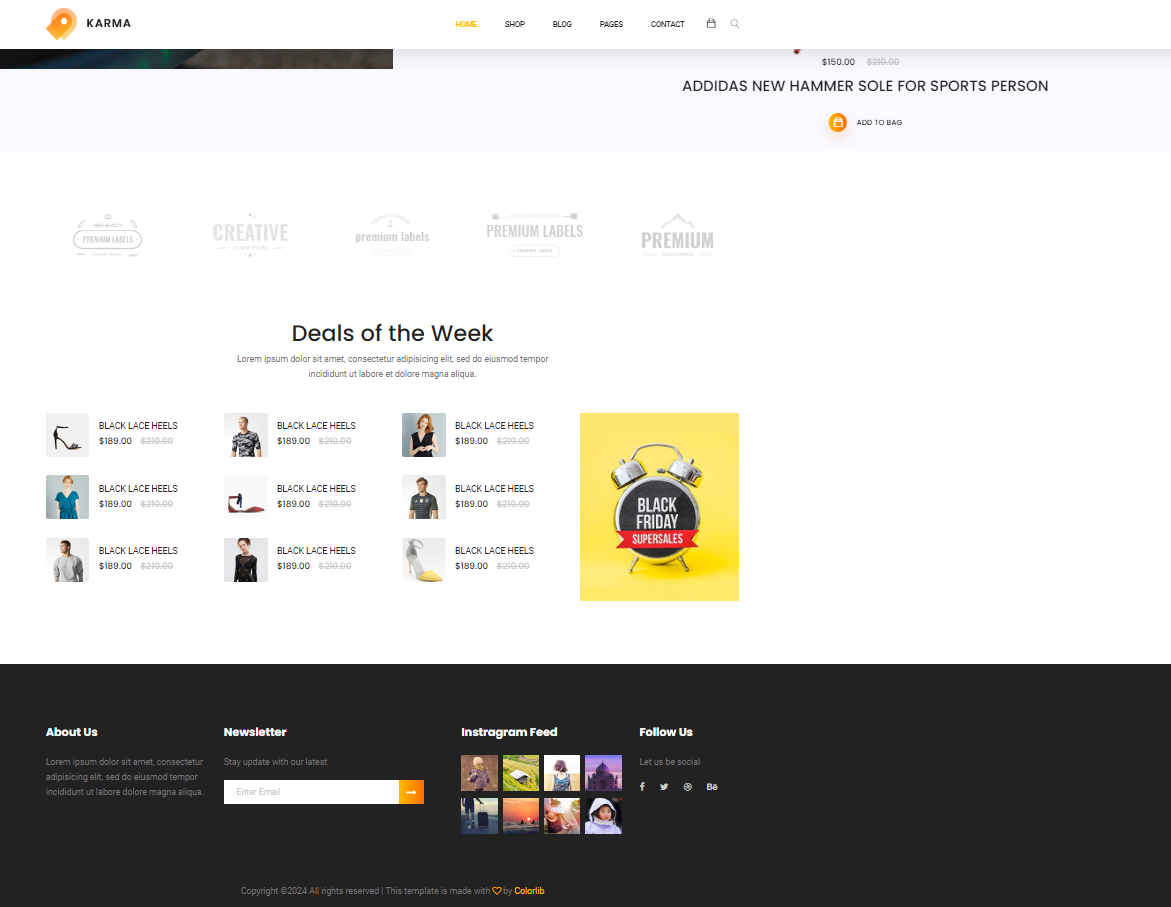 KARMA
HOME SHOP BLOG PAGES CONTACT
$150.00 $210.00
ADDIDAS NEW HAMMER SOLE FOR SPORTS PERSON
ADD TO BAG
HIGH QUALITY
PREMIUM LABELS
CREATIVE
LOREM IPSUM
premium labels
PREMIUM LABELS
PREMIUM LABELS
PREMIUM
Deals of the Week
Lorem ipsum dolor sit amet, consectetur adipisicing elit, sed do eiusmod tempor
incididunt ut labore et dolore magna aliqua.
BLACK LACE HEELS
$189.00 $210.00
BLACK LACE HEELS
$189.00 $210.00
BLACK LACE HEELS
$189.00 $210.00
BLACK LACE HEELS
$189.00 $210.00
BLACK LACE HEELS
$189.00 $210.00
BLACK LACE HEELS
$189.00 $210.00
BLACK LACE HEELS
$189.00 $210.00
BLACK LACE HEELS
$189.00 $210.00
BLACK LACE HEELS
$189.00 $210.00
BLACK
FRIDAY
SUPERSALES
About Us
Lorem ipsum dolor sit amet, consectetur
adipisicing elit, sed do eiusmod tempor
incididunt ut labore dolore magna aliqua.
Newsletter
Stay update with our latest
Enter Email
Instragram Feed
Follow Us
Let us be social
Copyright ©2024 All rights reserved | This template is made with by Colorlib